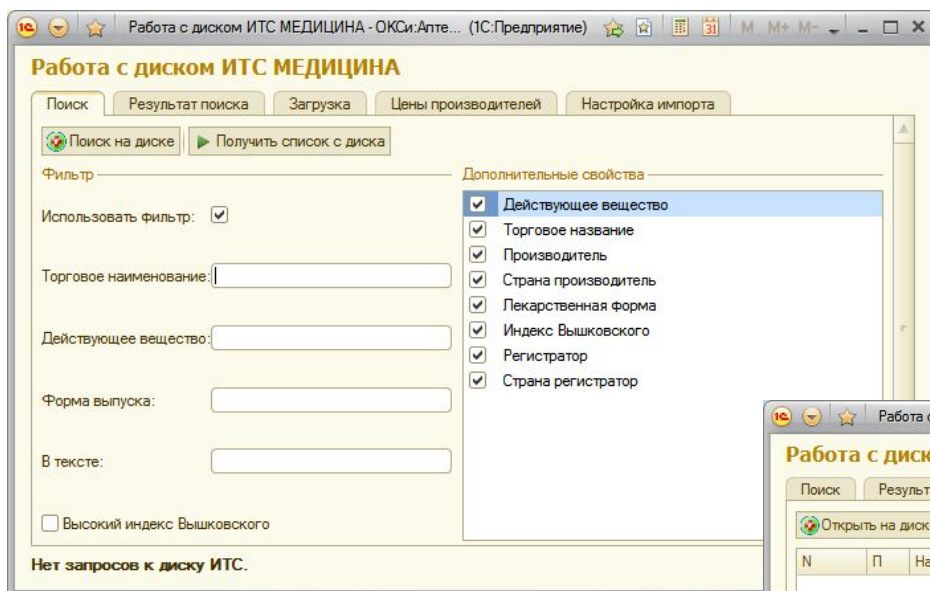 Работа с диском ИТС МЕДИЦИНА - ОКСи:Апте... (1С:Предприятие) 31 M M+ M-
Работа с диском ИТС МЕДИЦИНА
Поиск Результат поиска Загрузка Цены производителей Настройка импорта
Поиск на диске Получить список с диска
Фильтр
Дополнительные свойства
Использовать фильтр:
Торговое наименование:
Действующее вещество:
Форма выпуска:
В тексте:
Высокий индекс Вышковского
Действующее вещество
Торговое название
Производитель
Страна производитель
Лекарственная форма
Индекс Вышковского
Регистратор
Страна регистратор
Нет запросов к диску ИТС.
Работа с
Работа с диск
Поиск Результ
Открыть на диск
N П На